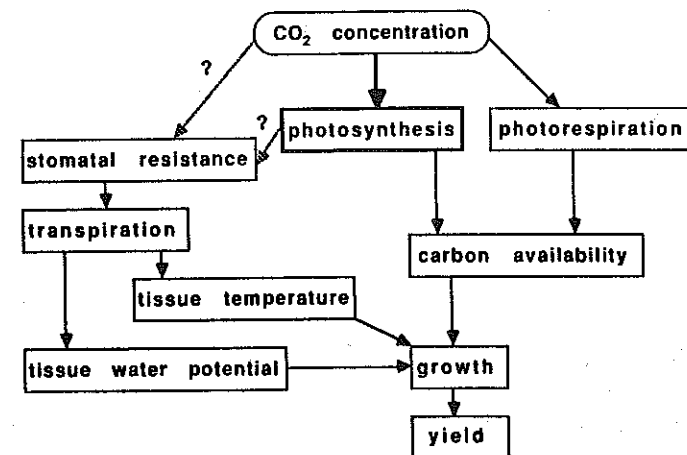 CO₂ concentration
?
?
photosynthesis
photorespiration
stomatal resistance
transpiration
carbon availability
tissue temperature
tissue water potential
growth
yield